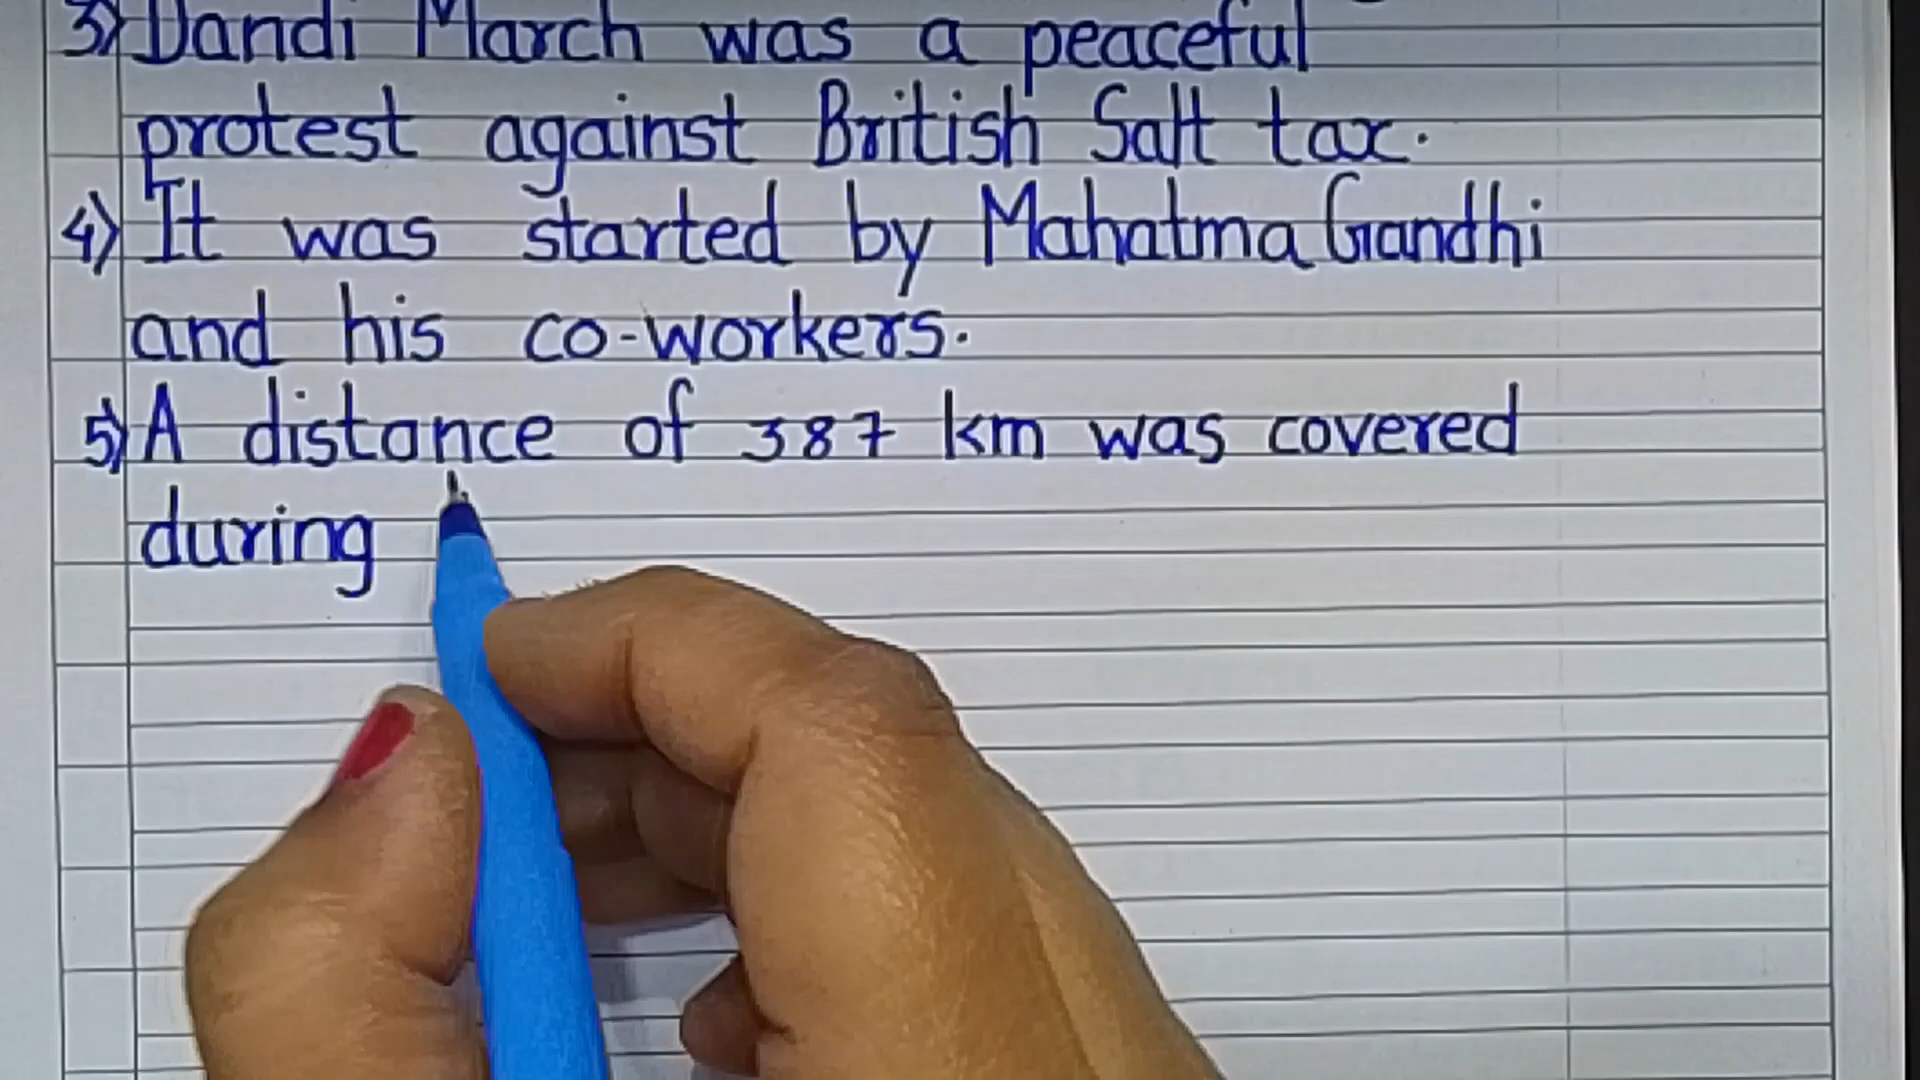 3) Dandi March was a peaceful
protest against British Salt tax.
4) It was started by Mahatma Gandhi
and his co-workers.
5) A distance of 387 km was covered
during